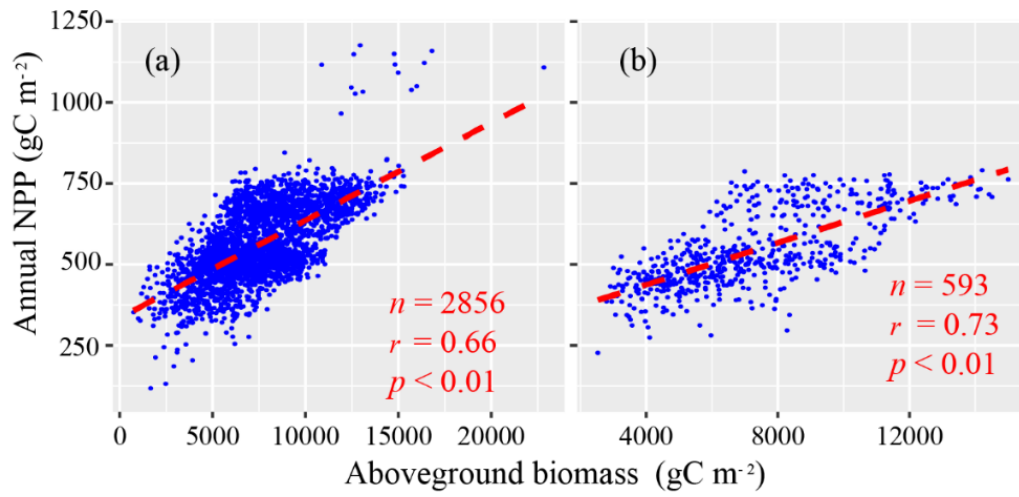 Annual NPP (gC m⁻²)
1250
1000
750
500
250
(a)
n = 2856
r = 0.66
p < 0.01
0 5000 10000 15000 20000
(b)
n = 593
r = 0.73
p < 0.01
4000 8000 12000
Aboveground biomass (gC m⁻²)